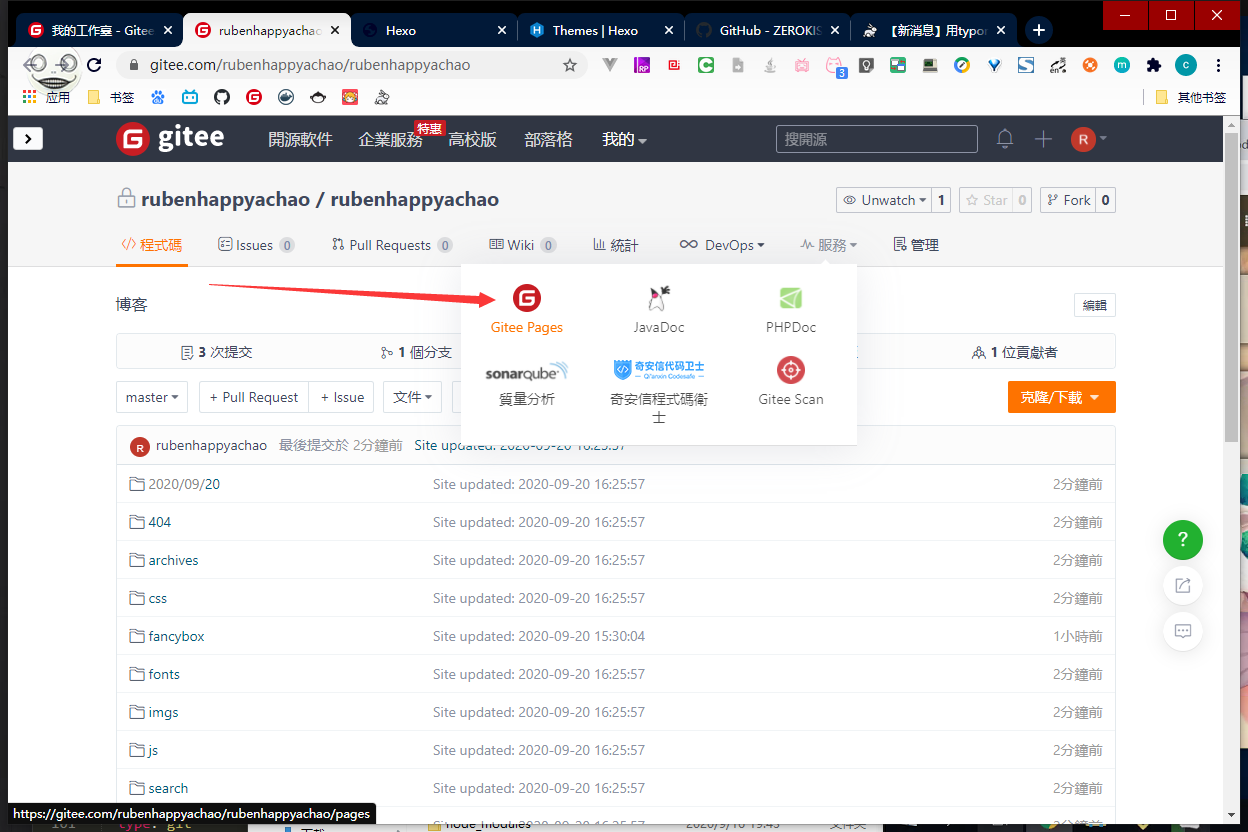 我的工作室 - Gitee
rubenhappyachao
Hexo
Themes | Hexo
GitHub - ZEROKIS
【新消息】用typor
gitee.com/rubenhappyachao/rubenhappyachao
3
应用
书签
其他书签
gitee
開源軟件
企業服務
特惠
高校版
部落格
我的
搜開源
R
rubenhappyachao / rubenhappyachao
Unwatch 1
Star 0
Fork 0
程式碼
Issues 0
Pull Requests 0
Wiki 0
統計
DevOps
服務
管理
Gitee Pages
JavaDoc
PHPDoc
sonarqube
質量分析
奇安信代码卫士
Qi'anxin Codesafe
奇安信程式碼衛
士
Gitee Scan
博客
編輯
3 次提交
1 個分支
1 位貢獻者
master
+ Pull Request
+ Issue
文件
克隆/下載
R rubenhappyachao 最後提交於 2分鐘前 Site updated: 2020-09-20 16:25:57
2020/09/20 Site updated: 2020-09-20 16:25:57 2分鐘前
404 Site updated: 2020-09-20 16:25:57 2分鐘前
archives Site updated: 2020-09-20 16:25:57 2分鐘前
css Site updated: 2020-09-20 16:25:57 2分鐘前
fancybox Site updated: 2020-09-20 15:30:04 1小時前
fonts Site updated: 2020-09-20 16:25:57 2分鐘前
imgs Site updated: 2020-09-20 16:25:57 2分鐘前
js Site updated: 2020-09-20 16:25:57 2分鐘前
search Site updated: 2020-09-20 16:25:57 2分鐘前
https://gitee.com/rubenhappyachao/rubenhappyachao/pages